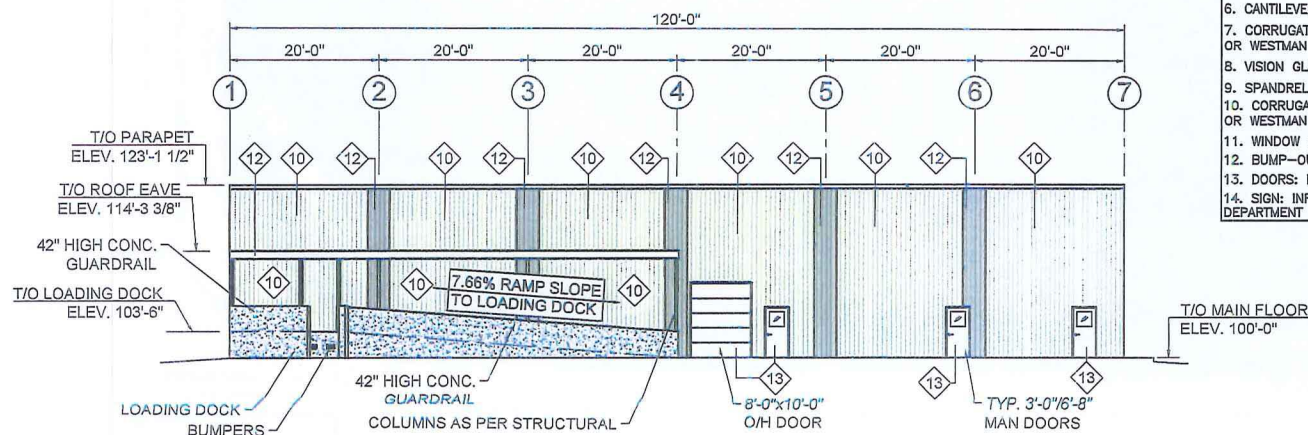 120'-0"
20'-0" 20'-0" 20'-0" 20'-0" 20'-0" 20'-0"
1 2 3 4 5 6 7
T/O PARAPET
ELEV. 123'-1 1/2"
12 10 12 10 12 10 12 10 10 12 10
T/O ROOF EAVE
ELEV. 114'-3 3/8"
42" HIGH CONC.
GUARDRAIL
10 10 7.66% RAMP SLOPE 10
TO LOADING DOCK
T/O LOADING DOCK
ELEV. 103'-6"
T/O MAIN FLOOR
ELEV. 100'-0"
13 13 13
42" HIGH CONC.
GUARDRAIL
LOADING DOCK
BUMPERS
COLUMNS AS PER STRUCTURAL
8'-0"x10'-0"
O/H DOOR
TYP. 3'-0"/6'-8"
MAN DOORS
6. CANTILEVE
7. CORRUGAT
OR WESTMAN
8. VISION GL
9. SPANDREL
10. CORRUGA
OR WESTMAN
11. WINDOW
12. BUMP-O
13. DOORS:
14. SIGN: INF
DEPARTMENT